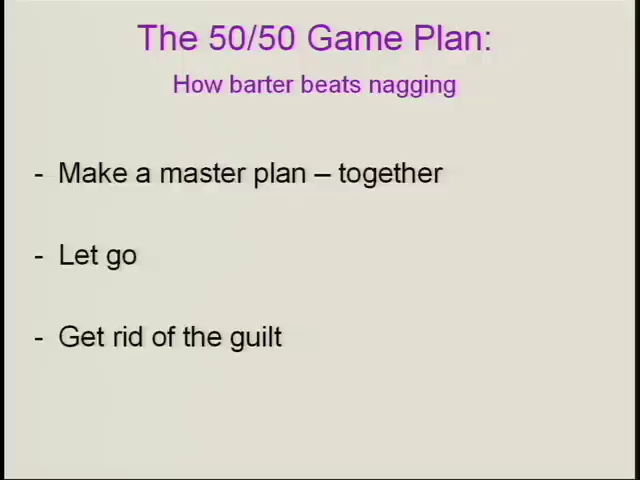 The 50/50 Game Plan:
How barter beats nagging
- Make a master plan – together
- Let go
- Get rid of the guilt